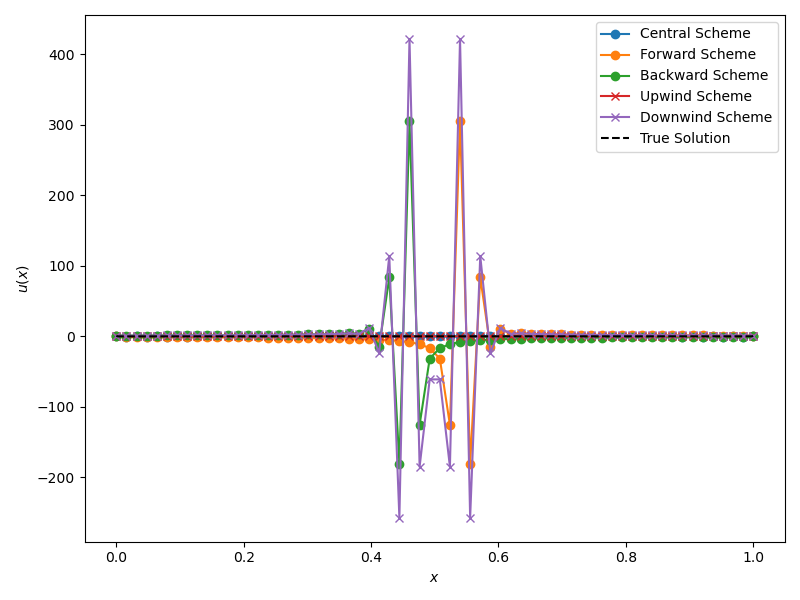 Central Scheme
Forward Scheme
Backward Scheme
Upwind Scheme
Downwind Scheme
True Solution
400
300
200
100
0
−100
−200
u(x)
0.0 0.2 0.4 0.6 0.8 1.0
x